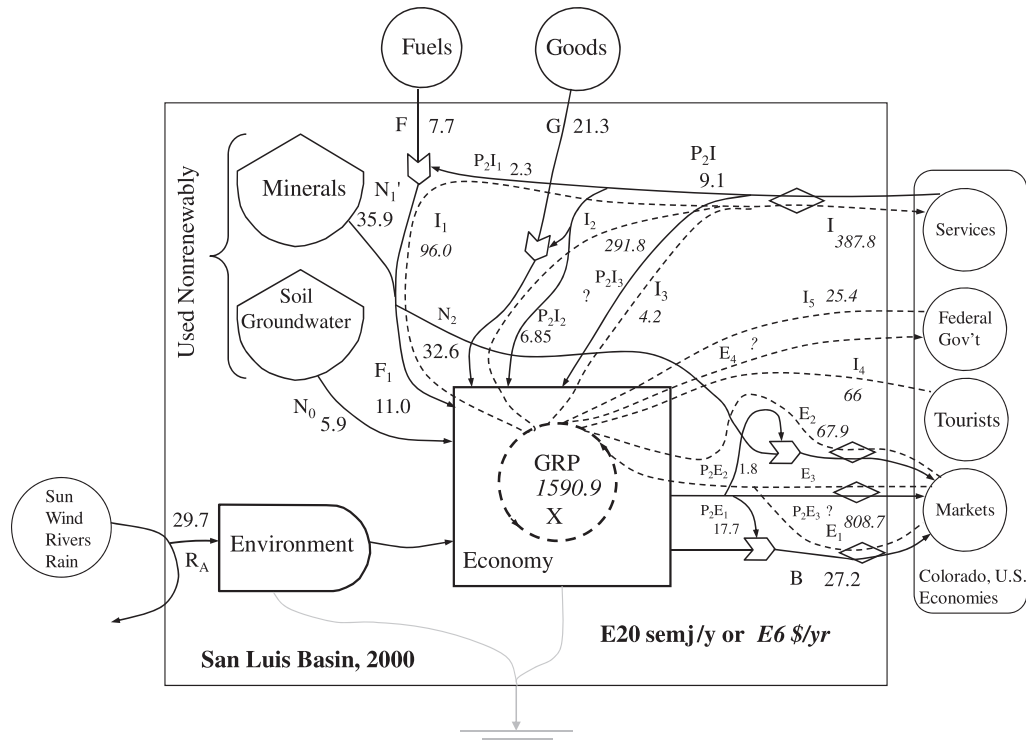 Fuels
Goods
F
7.7
G
21.3
Used Nonrenewably
Minerals
N₁'
35.9
P₂I₁
2.3
P₂I
9.1
Services
I
387.8
I₁
96.0
I₂
291.8
P₂I₃
?
I₃
4.2
I₅
25.4
Federal
Gov't
Soil
Groundwater
N₂
32.6
P₂I₂
6.85
E₄
?
I₄
66
Tourists
F₁
11.0
N₀
5.9
E₂
67.9
GRP
1590.9
X
Economy
P₂E₂
1.8
E₃
P₂E₁
17.7
P₂E₃
?
E₁
808.7
Markets
B
27.2
Sun
Wind
Rivers
Rain
29.7
R_A
Environment
Colorado, U.S.
Economies
E20 semj/y or E6 $/yr
San Luis Basin, 2000